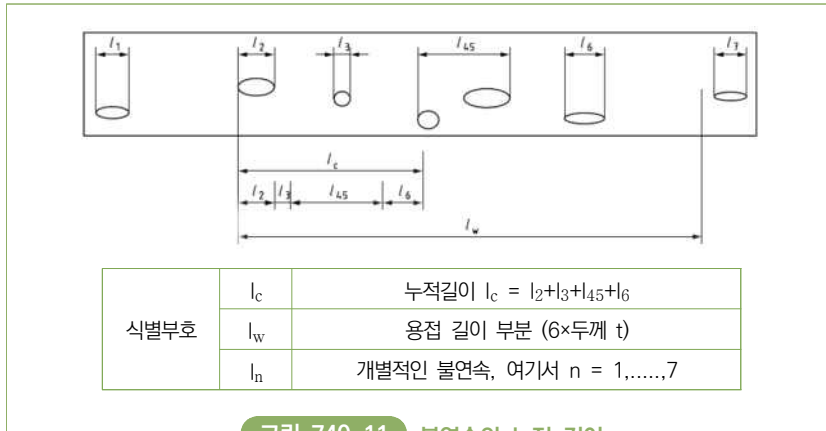 l1 l2 l3 l45 l6 l7
lc
l2 l3 l45 l6
lw
식별부호
lc 누적길이 lc = l2+l3+l45+l6
lw 용접 길이 부분 (6×두께 t)
ln 개별적인 불연속, 여기서 n = 1,.....,7